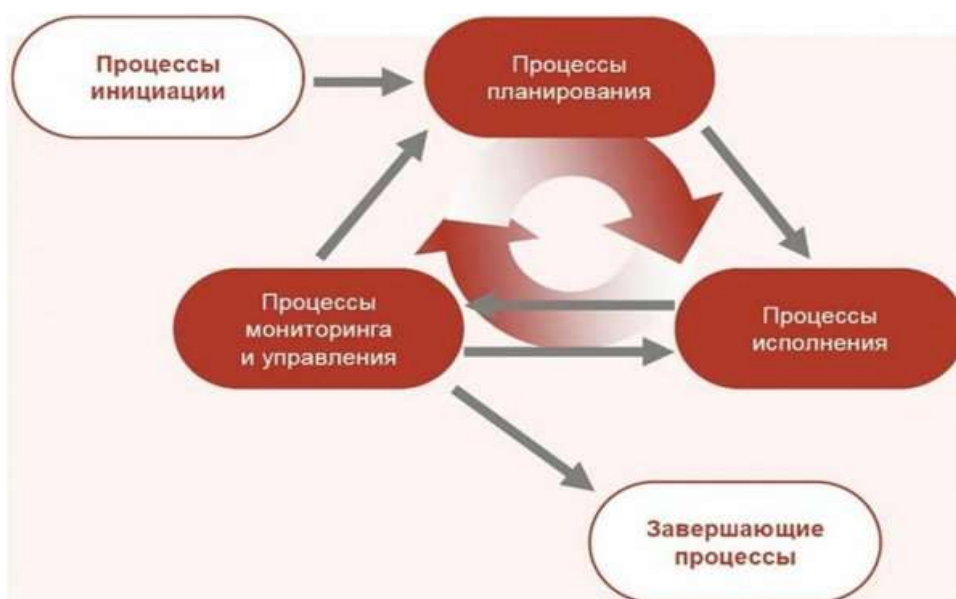 Процессы
инициации
Процессы
планирования
Процессы
мониторинга
и управления
Процессы
исполнения
Завершающие
процессы